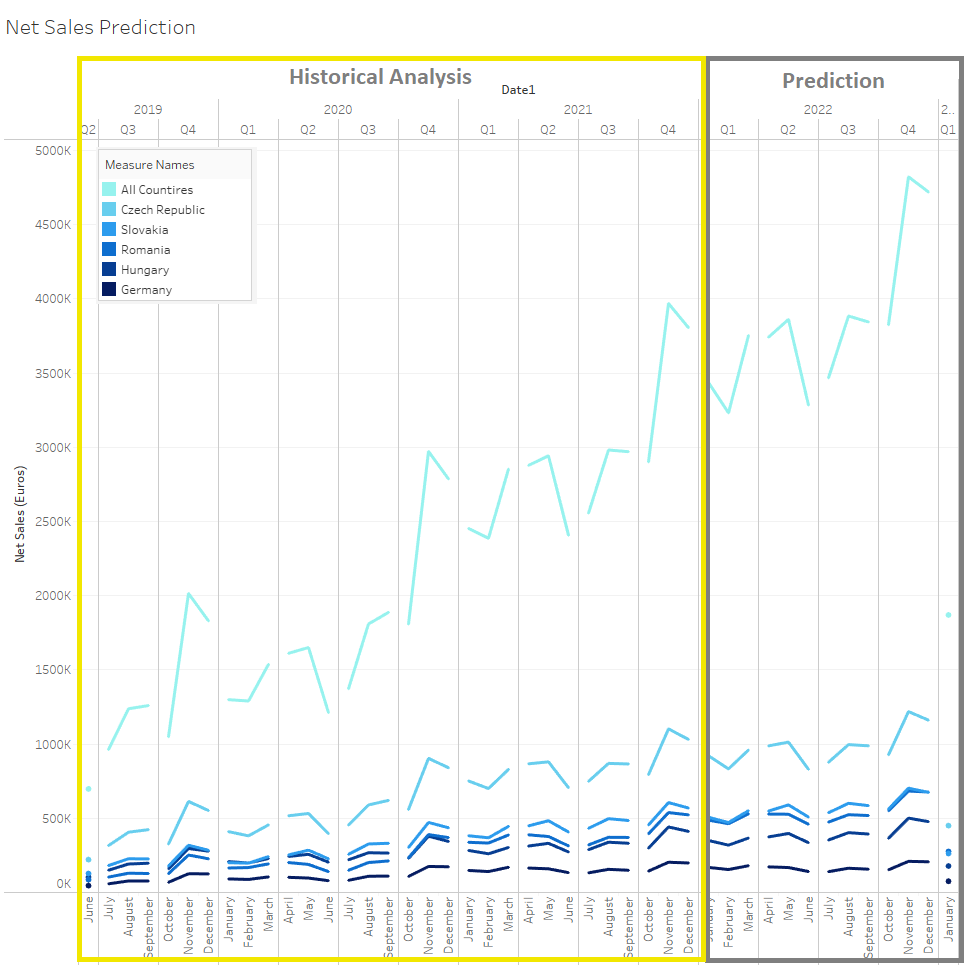 Net Sales Prediction
Historical Analysis
Prediction
Date1
2019 2020 2021 2022 2..
Q2 Q3 Q4 Q1 Q2 Q3 Q4 Q1 Q2 Q3 Q4 Q1 Q2 Q3 Q4 Q1
5000K
Measure Names
All Countires
Czech Republic
Slovakia
Romania
Hungary
Germany
4500K
4000K
3500K
3000K
Net Sales (Euros)
2500K
2000K
1500K
1000K
500K
0K
June July August September October November December January February March April May June July August September October November December January February March April May June July August September October November December January February March April May June July August September October November December January